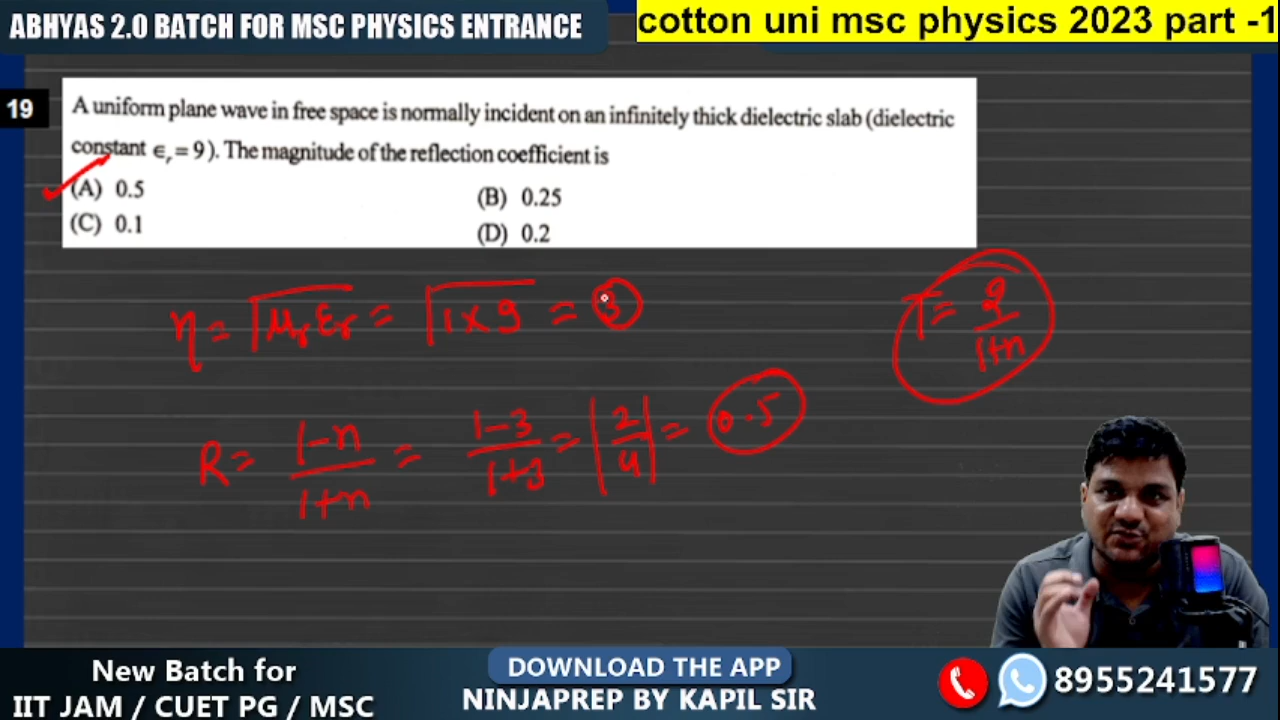 ABHYAS 2.0 BATCH FOR MSC PHYSICS ENTRANCE
cotton uni msc physics 2023 part -1
19
A uniform plane wave in free space is normally incident on an infinitely thick dielectric slab (dielectric
constant ϵr = 9). The magnitude of the reflection coefficient is
(A) 0.5
(B) 0.25
(C) 0.1
(D) 0.2
η = √μr εr = √1×9 = 3
T = 2/1+n
R = 1-n/1+n = 1-3/1+3 = |2/4| = 0.5
New Batch for
IIT JAM / CUET PG / MSC
DOWNLOAD THE APP
NINJAPREP BY KAPIL SIR
8955241577